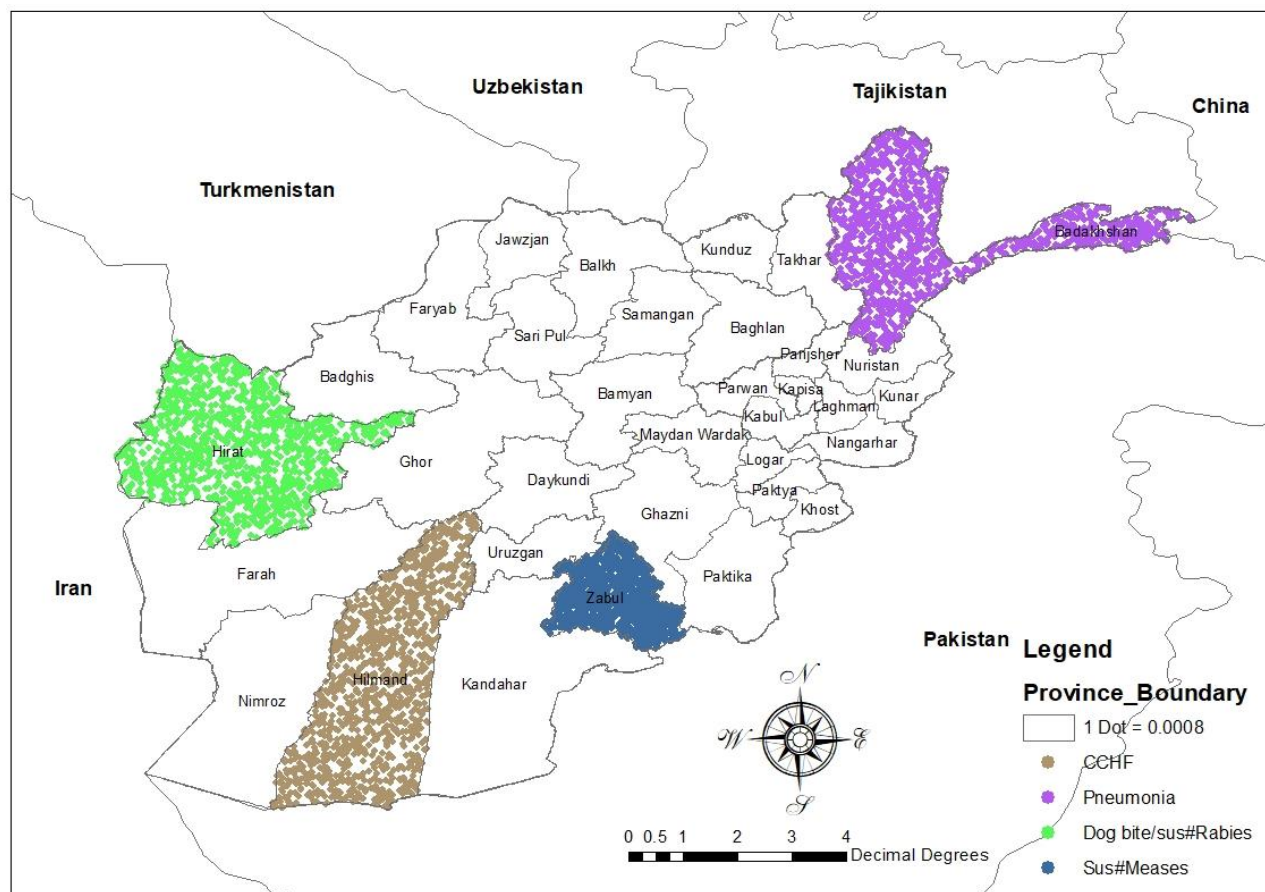 Uzbekistan
Tajikistan
China
Turkmenistan
Jawzjan
Balkh
Kunduz
Takhar
Badakhshan
Faryab
Samangan
Sari Pul
Baghlan
Panjsher
Nuristan
Badghis
Bamyan
Parwan
Kapisa
Kunar
Laghman
Kabul
Hirat
Maydan Wardak
Nangarhar
Ghor
Logar
Daykundi
Paktya
Khost
Ghazni
Uruzgan
Farah
Paktika
Iran
Zabul
Pakistan
Hilmand
Kandahar
Nimroz
N
W
E
S
0 0.5 1 2 3 4
Decimal Degrees
Legend
Province_Boundary
1 Dot = 0.0008
CCHF
Pneumonia
Dog bite/sus#Rabies
Sus#Meases